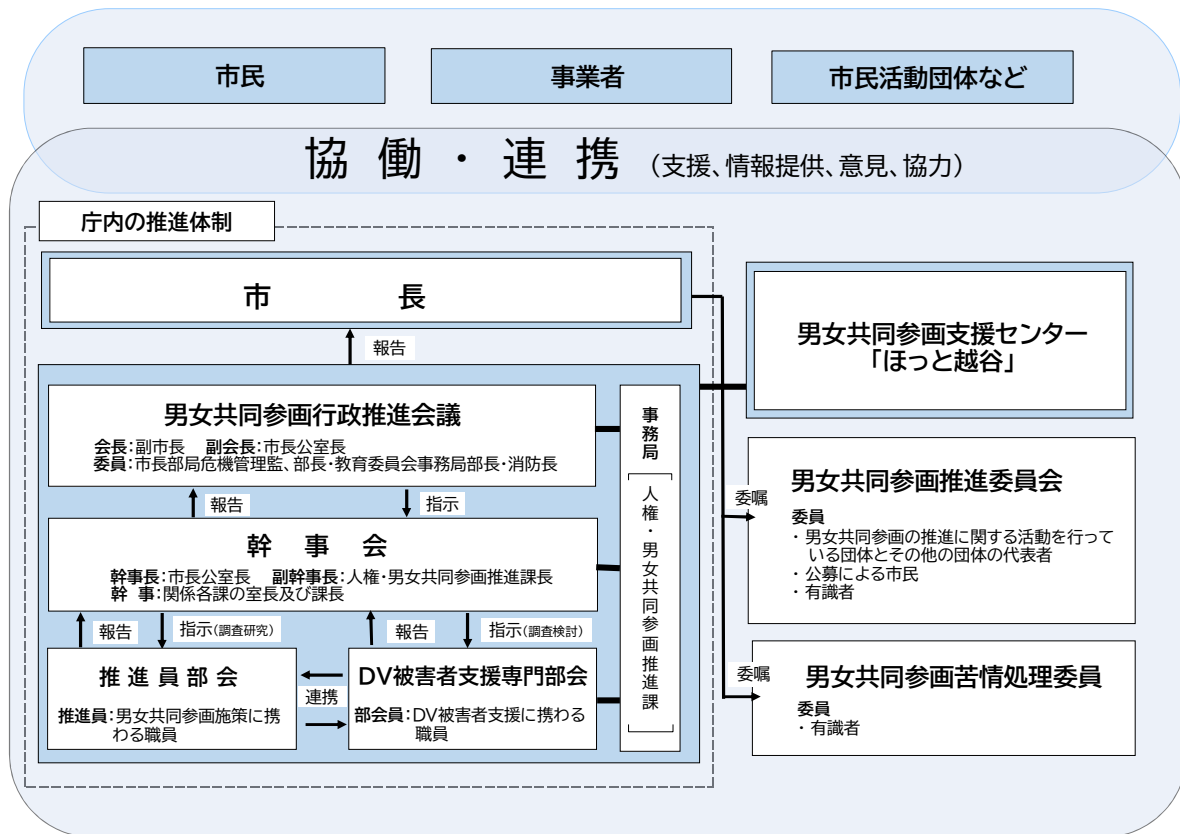 市民
事業者
市民活動団体など
協働・連携（支援、情報提供、意見、協力）
庁内の推進体制
市長
報告
男女共同参画行政推進会議
会長：副市長　副会長：市長公室長
委員：市長部局危機管理監、部長・教育委員会事務局部長・消防長
報告
指示
幹事会
幹事長：市長公室長　副幹事長：人権・男女共同参画推進課長
幹事：関係各課の室長及び課長
報告
指示（調査研究）
報告
指示（調査検討）
推進員部会
推進員：男女共同参画施策に携
わる職員
連携
DV被害者支援専門部会
部会員：DV被害者支援に携わる
職員
事務局
人権・男女共同参画推進課
男女共同参画支援センター
「ほっと越谷」
委嘱
男女共同参画推進委員会
委員
・男女共同参画の推進に関する活動を行って
いる団体とその他の団体の代表者
・公募による市民
・有識者
委嘱
男女共同参画苦情処理委員
委員
・有識者